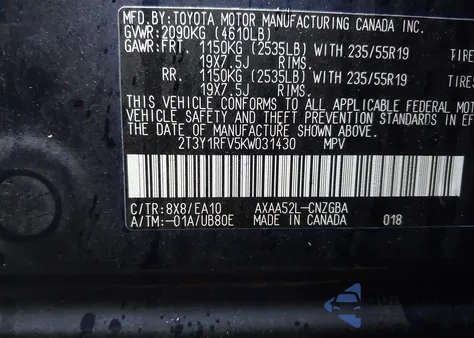 MFD. BY: TOYOTA MOTOR MANUFACTURING CANADA INC.
GVWR: 2090KG (4610LB)
GAWR: FRT. 1150KG (2535LB) WITH 235/55R19
19X7.5J RIMS.
RR. 1150KG (2535LB) WITH 235/55R19
19X7.5J RIMS.
THIS VEHICLE CONFORMS TO ALL APPLICABLE FEDERAL
VEHICLE SAFETY AND THEFT PREVENTION STANDARDS IN
THE DATE OF MANUFACTURE SHOWN ABOVE.
2T3Y1RFV5KW031430 MPV
C/TR: 8X8/EA10 AXAA52L-CNZGBA
A/TM: -01A/UB80E MADE IN CANADA 018